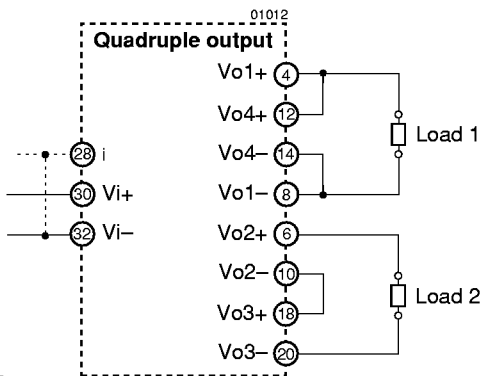 01012
Quadruple output
Vo1+ 4
Vo4+ 12
Vo4– 14
Load 1
28 i
30 Vi+
Vo1– 8
32 Vi–
Vo2+ 6
Vo2– 10
Load 2
Vo3+ 18
Vo3– 20